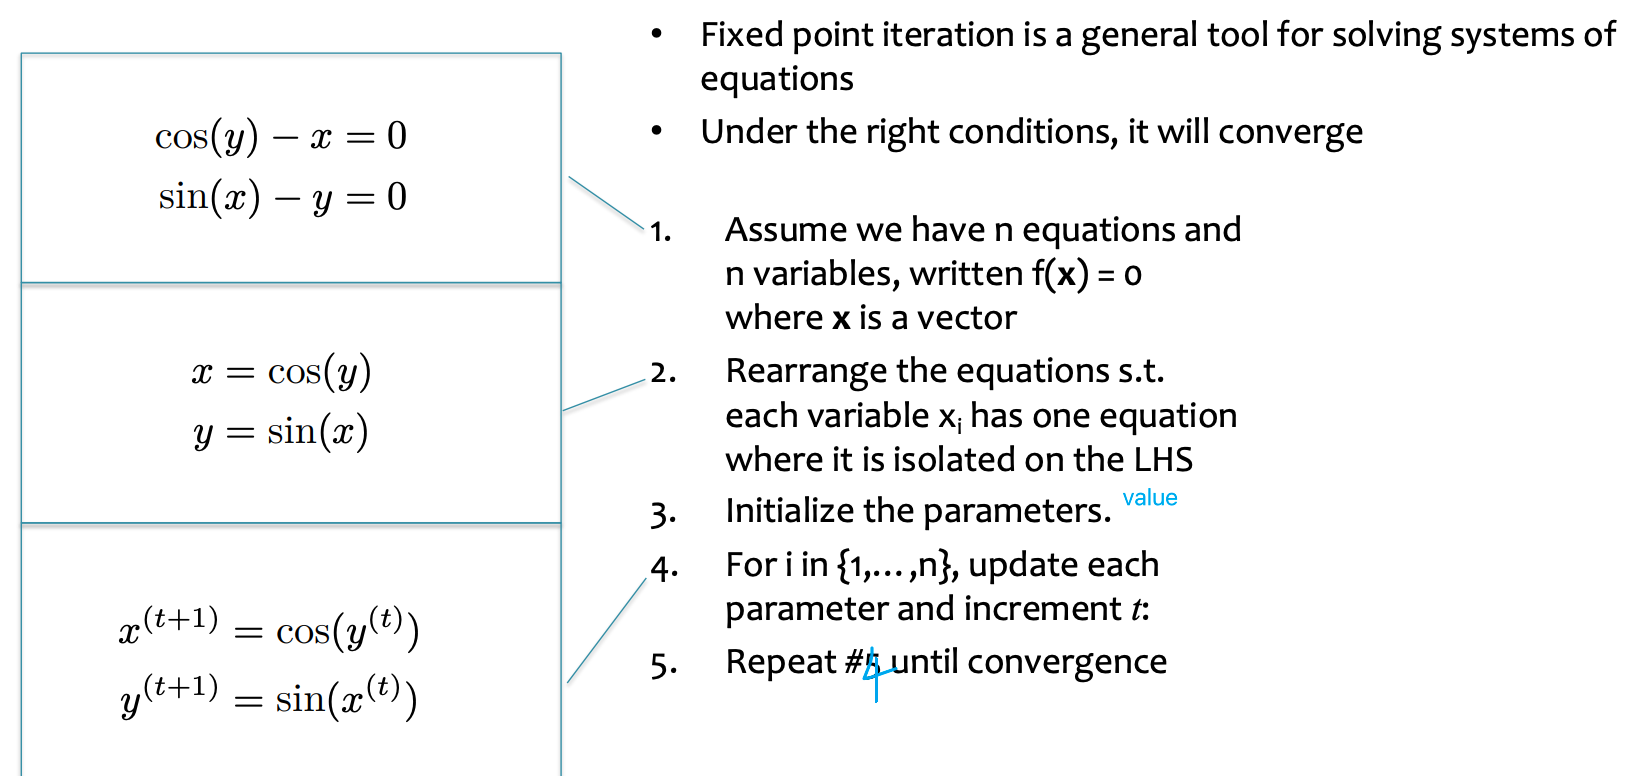 cos(y) − x = 0
sin(x) − y = 0
x = cos(y)
y = sin(x)
x^(t+1) = cos(y^(t))
y^(t+1) = sin(x^(t))
• Fixed point iteration is a general tool for solving systems of
equations
• Under the right conditions, it will converge
1. Assume we have n equations and
n variables, written f(x) = 0
where x is a vector
2. Rearrange the equations s.t.
each variable x_i has one equation
where it is isolated on the LHS
3. Initialize the parameters. value
4. For i in {1,...,n}, update each
parameter and increment t:
5. Repeat #4 until convergence